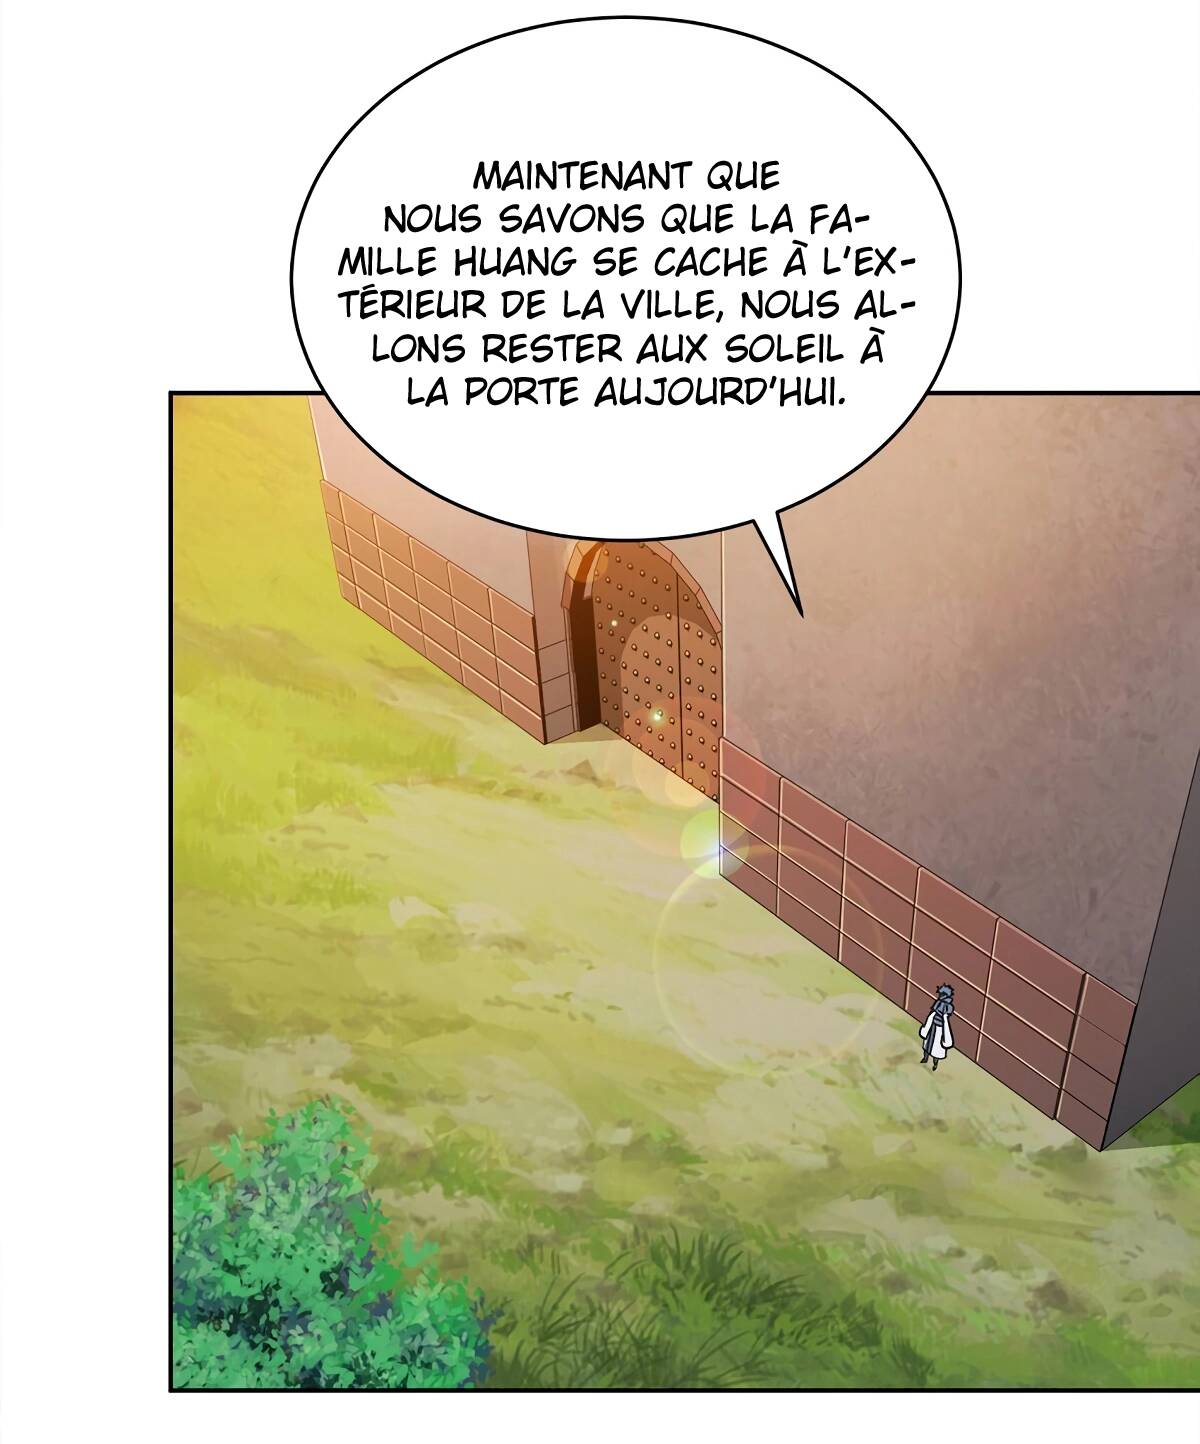 MAINTENANT QUE
NOUS SAVONS QUE LA FA-
MILLE HUANG SE CACHE À L'EX-
TÉRIEUR DE LA VILLE, NOUS AL-
LONS RESTER AUX SOLEIL À
LA PORTE AUJOURD'HUI.